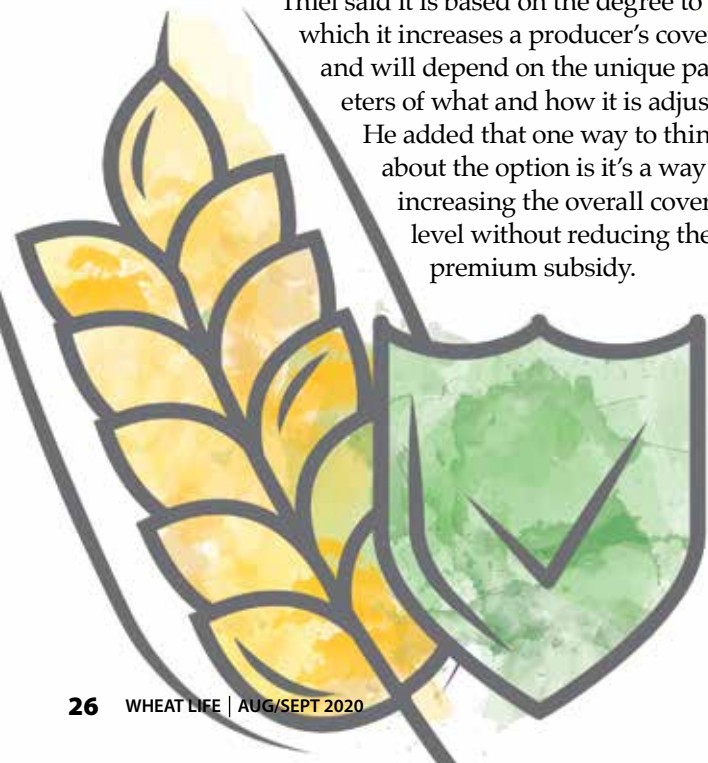 Thiel said it is based on the degree to
which it increases a producer's cover
and will depend on the unique pa
eters of what and how it is adjus
He added that one way to thin
about the option is it's a way
increasing the overall cover
level without reducing the
premium subsidy.
26 WHEAT LIFE | AUG/SEPT 2020